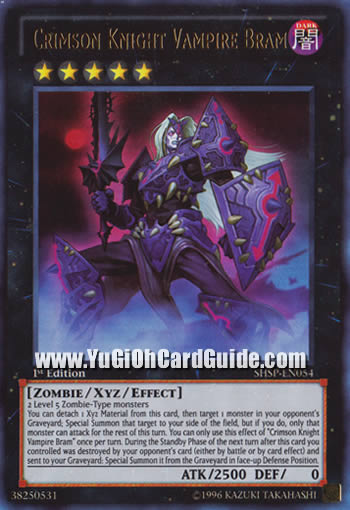 CRIMSON KNIGHT VAMPIRE BRAM
DARK
闇
www.YuGiOhCardGuide.com
1st Edition
SHSP-EN054
[ZOMBIE/XYZ/EFFECT]
2 Level 5 Zombie-Type monsters
You can detach 1 Xyz Material from this card, then target 1 monster in your opponent's
Graveyard; Special Summon that target to your side of the field, but if you do, only that
monster can attack for the rest of this turn. You can only use this effect of "Crimson Knight
Vampire Bram" once per turn. During the Standby Phase of the next turn after this card you
controlled was destroyed by your opponent's card (either by battle or by card effect) and
sent to your Graveyard: Special Summon it from the Graveyard in face-up Defense Position.
ATK/2500 DEF/ 0
38250531
©1996 KAZUKI TAKAHASHI